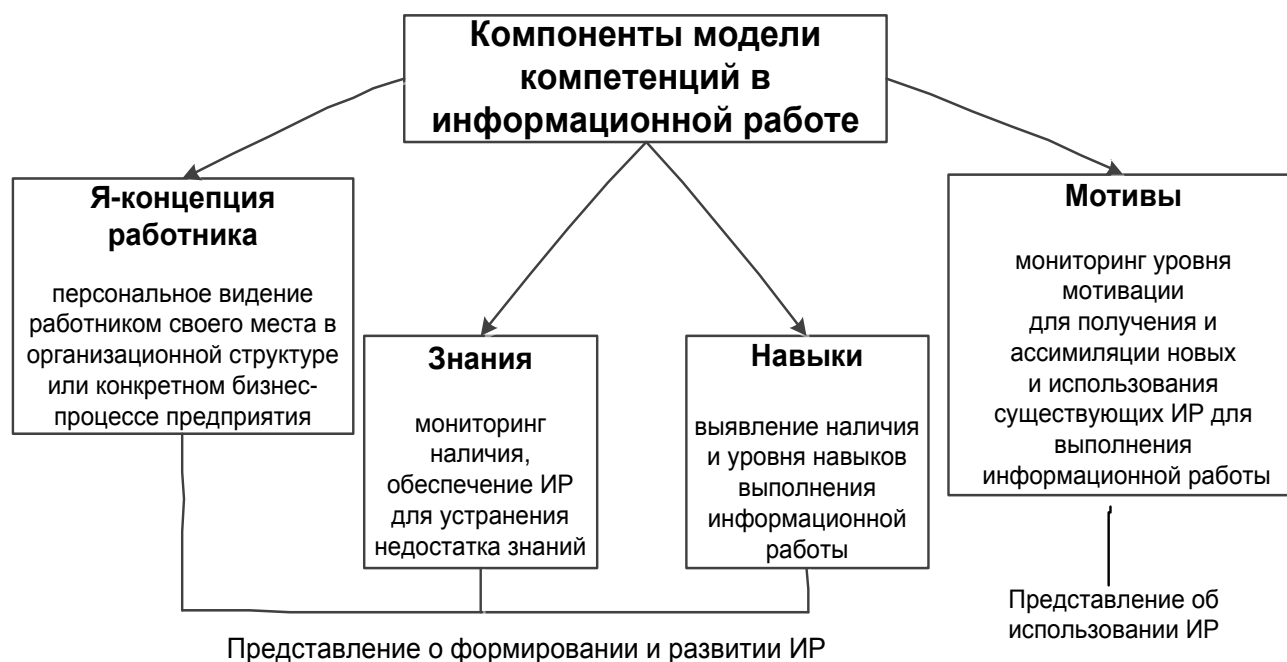 Компоненты модели
компетенций в
информационной работе
Я-концепция
работника
персональное видение
работником своего места в
организационной структуре
или конкретном бизнес-
процессе предприятия
Знания
мониторинг
наличия,
обеспечение ИР
для устранения
недостатка знаний
Навыки
выявление наличия
и уровня навыков
выполнения
информационной
работы
Мотивы
мониторинг уровня
мотивации
для получения и
ассимиляции новых
и использования
существующих ИР для
выполнения
информационной работы
Представление о формировании и развитии ИР
Представление об
использовании ИР